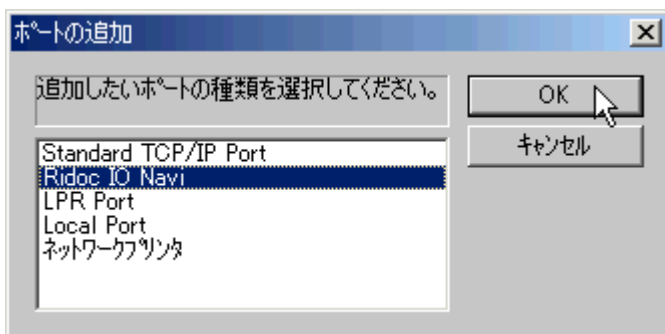 ポートの追加
追加したいポートの種類を選択してください。
OK
キャンセル
Standard TCP/IP Port
Ridoc IO Navi
LPR Port
Local Port
ネットワークプリンタ